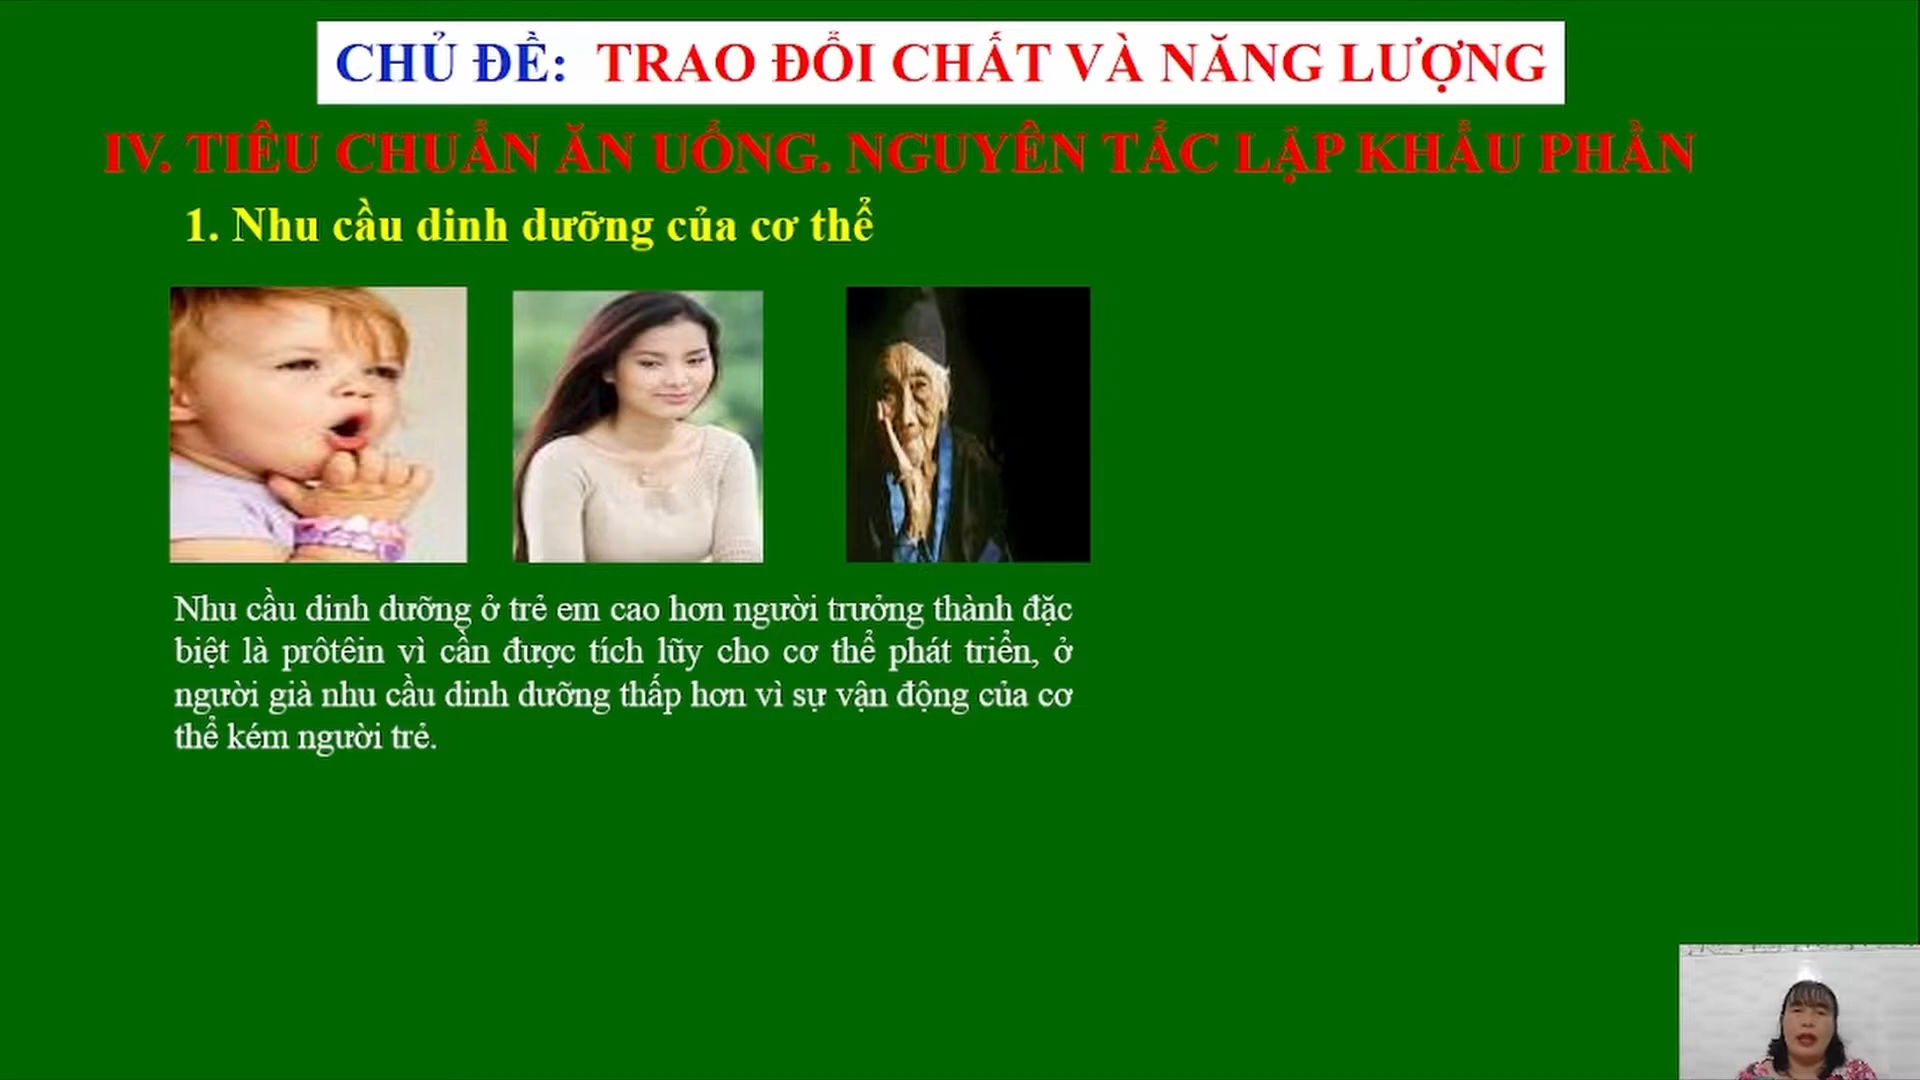 CHỦ ĐỀ: TRAO ĐỔI CHẤT VÀ NĂNG LƯỢNG
IV. TIÊU CHUẨN ĂN UỐNG. NGUYÊN TẮC LẬP KHẨU PHẦN
1. Nhu cầu dinh dưỡng của cơ thể
Nhu cầu dinh dưỡng ở trẻ em cao hơn người trưởng thành đặc
biệt là prôtêin vì cần được tích lũy cho cơ thể phát triển, ở
người già nhu cầu dinh dưỡng thấp hơn vì sự vận động của cơ
thể kém người trẻ.